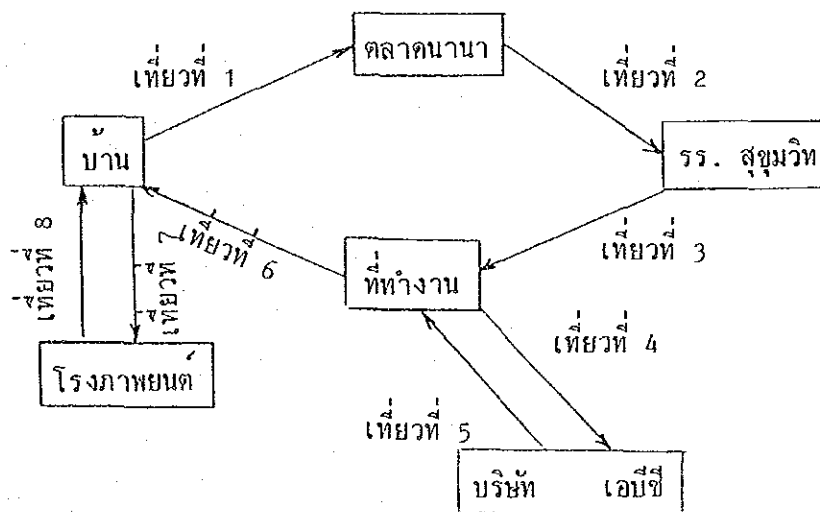 ตลาดนานา
เที่ยวที่ 1
เที่ยวที่ 2
บ้าน
รร. สุขุมวิท
เที่ยวที่ 3
เที่ยวที่ 6
ที่ทำงาน
เที่ยวที่ 8
เที่ยวที่ 7
เที่ยวที่ 4
โรงภาพยนต์
เที่ยวที่ 5
บริษัท เอบีซี